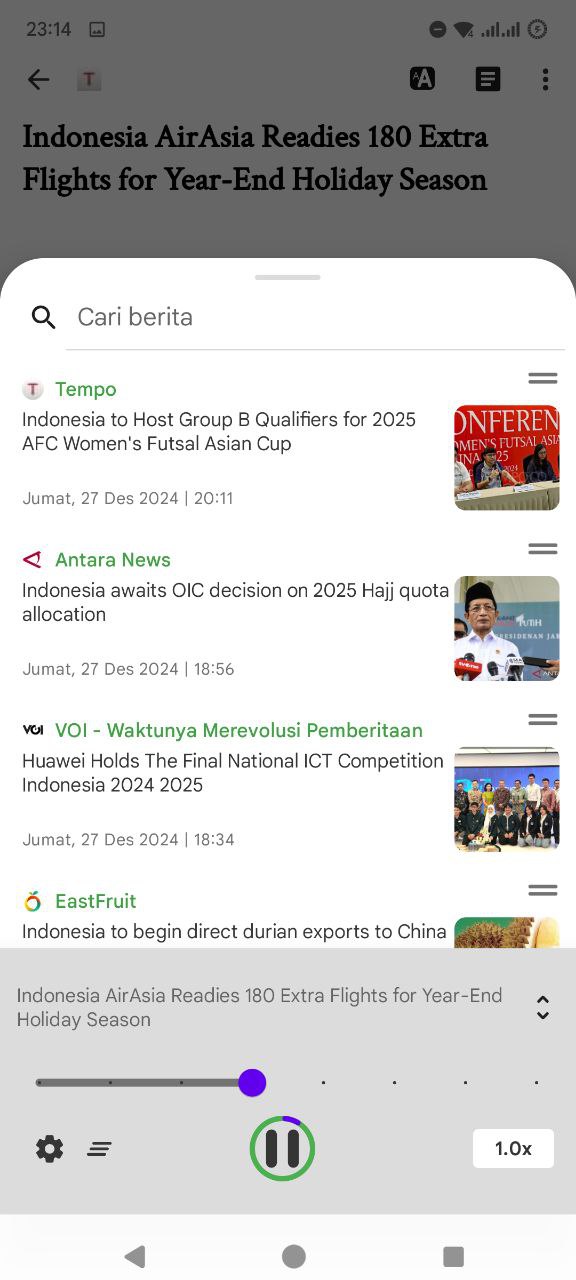 23:14
T
A A
Indonesia AirAsia Readies 180 Extra
Flights for Year-End Holiday Season
Cari berita
T Tempo
Indonesia to Host Group B Qualifiers for 2025
AFC Women's Futsal Asian Cup
Jumat, 27 Des 2024 | 20:11
Antara News
Indonesia awaits OIC decision on 2025 Hajj quota
allocation
Jumat, 27 Des 2024 | 18:56
VOI VOI - Waktunya Merevolusi Pemberitaan
Huawei Holds The Final National ICT Competition
Indonesia 2024 2025
Jumat, 27 Des 2024 | 18:34
EastFruit
Indonesia to begin direct durian exports to China
Indonesia AirAsia Readies 180 Extra Flights for Year-End
Holiday Season
1.0x